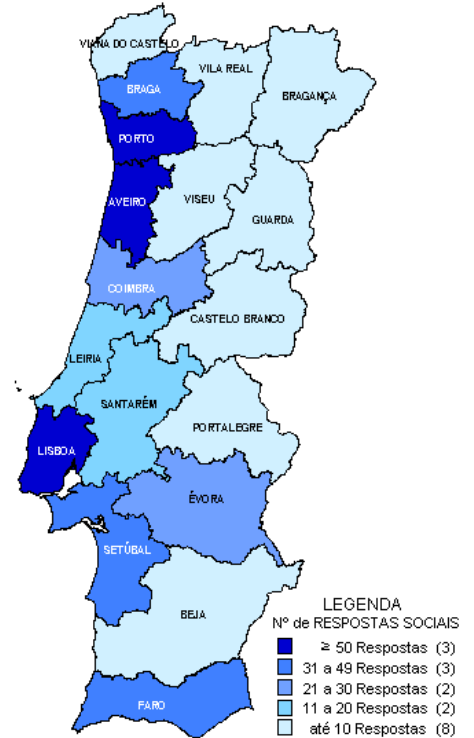 VIANA DO CASTELO
VILA REAL
BRAGANÇA
BRAGA
PORTO
AVEIRO
VISEU
GUARDA
COIMBRA
CASTELO BRANCO
LEIRIA
SANTARÉM
PORTALEGRE
LISBOA
ÉVORA
SETÚBAL
BEJA
FARO
LEGENDA
Nº de RESPOSTAS SOCIAIS
≥ 50 Respostas (3)
31 a 49 Respostas (3)
21 a 30 Respostas (2)
11 a 20 Respostas (2)
até 10 Respostas (8)